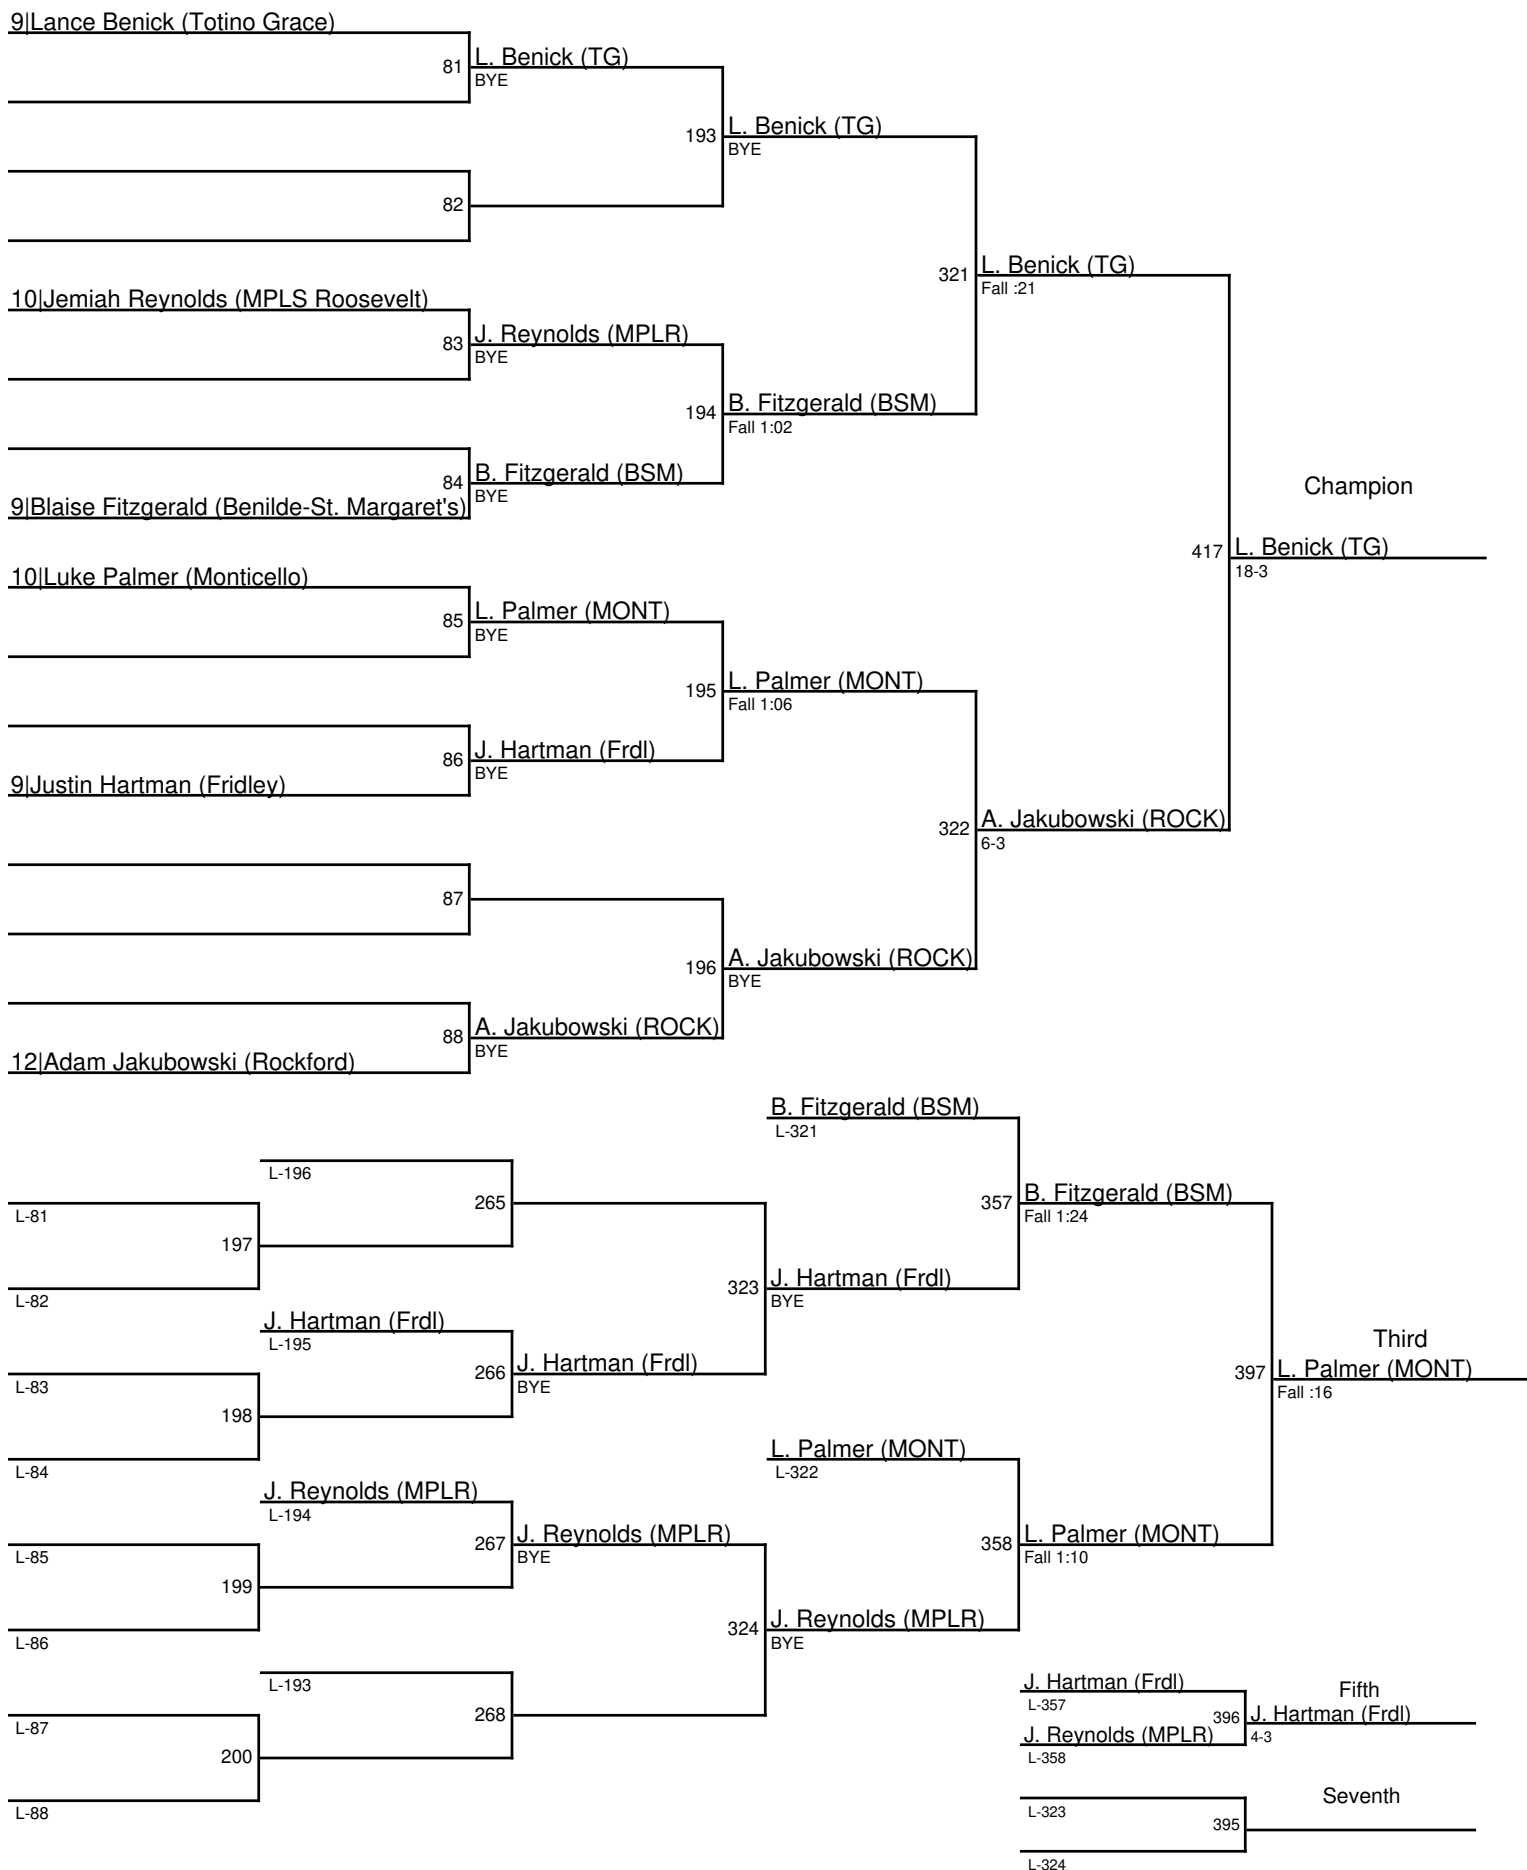 9|Lance Benick (Totino Grace)
81
L. Benick (TG)
BYE
193
L. Benick (TG)
BYE
82
321
L. Benick (TG)
Fall :21
10|Jemiah Reynolds (MPLS Roosevelt)
83
J. Reynolds (MPLR)
BYE
194
B. Fitzgerald (BSM)
Fall 1:02
84
B. Fitzgerald (BSM)
BYE
9|Blaise Fitzgerald (Benilde-St. Margaret's)
Champion
417
L. Benick (TG)
18-3
10|Luke Palmer (Monticello)
85
L. Palmer (MONT)
BYE
195
L. Palmer (MONT)
Fall 1:06
86
J. Hartman (Frdl)
BYE
9|Justin Hartman (Fridley)
322
A. Jakubowski (ROCK)
6-3
87
196
A. Jakubowski (ROCK)
BYE
88
A. Jakubowski (ROCK)
BYE
12|Adam Jakubowski (Rockford)
B. Fitzgerald (BSM)
L-321
L-196
265
L-81
197
L-82
357
B. Fitzgerald (BSM)
Fall 1:24
323
J. Hartman (Frdl)
BYE
J. Hartman (Frdl)
L-195
266
J. Hartman (Frdl)
BYE
L-83
198
L-84
Third
397
L. Palmer (MONT)
Fall :16
L. Palmer (MONT)
L-322
J. Reynolds (MPLR)
L-194
267
J. Reynolds (MPLR)
BYE
L-85
199
L-86
358
L. Palmer (MONT)
Fall 1:10
324
J. Reynolds (MPLR)
BYE
L-193
268
L-87
200
L-88
J. Hartman (Frdl)
L-357
Fifth
396
J. Hartman (Frdl)
4-3
J. Reynolds (MPLR)
L-358
Seventh
L-323
395
L-324